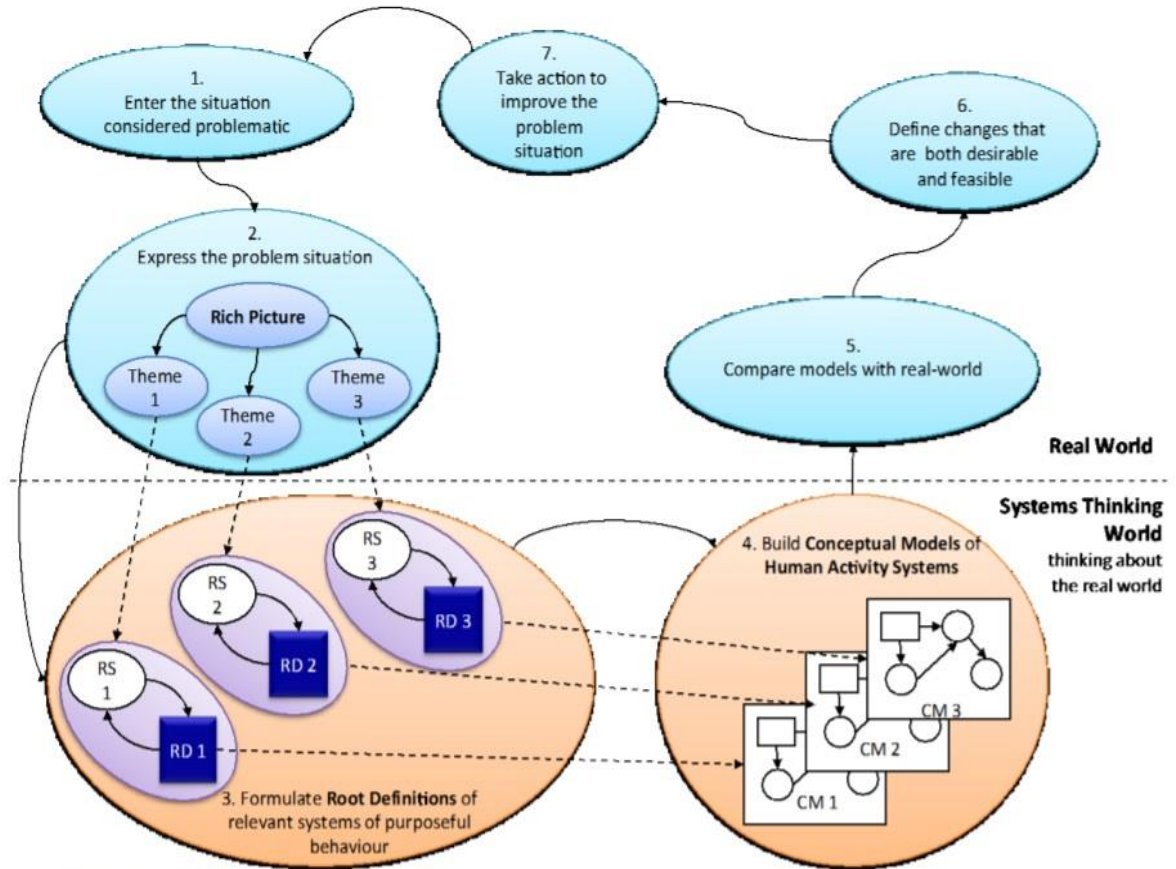 1.
Enter the situation
considered problematic
7.
Take action to
improve the
problem
situation
6.
Define changes that
are both desirable
and feasible
2.
Express the problem situation
Rich Picture
Theme
1
Theme
2
Theme
3
5.
Compare models with real-world
Real World
Systems Thinking
World
thinking about
the real world
RS
1
RD 1
RS
2
RD 2
RS
3
RD 3
3. Formulate Root Definitions of
relevant systems of purposeful
behaviour
4. Build Conceptual Models of
Human Activity Systems
CM 3
CM 2
CM 1